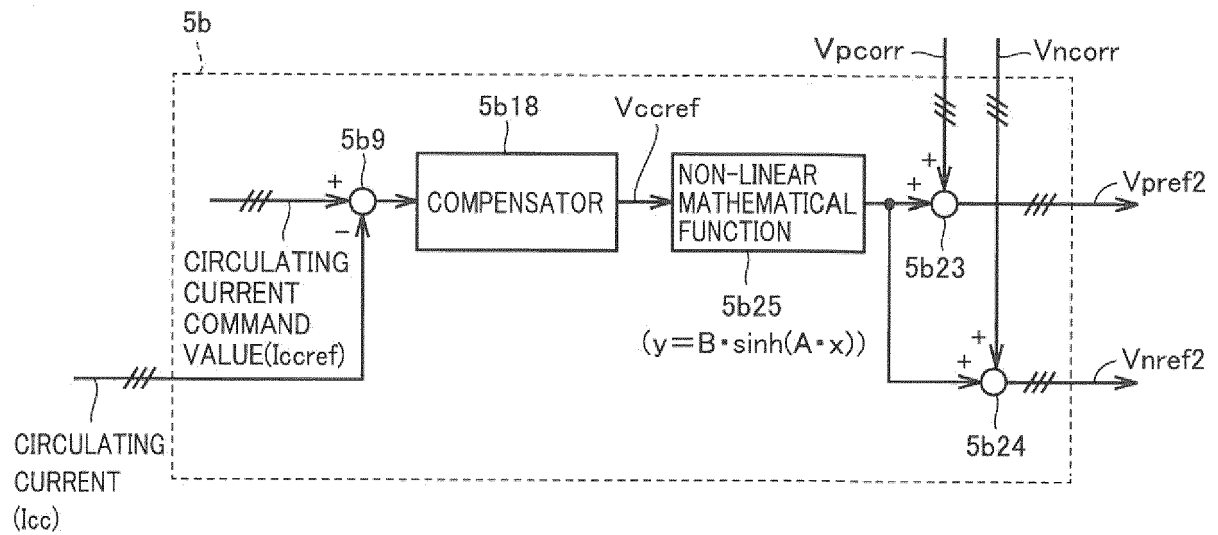 5b
Vpcorr
Vncorr
5b18
Vccref
5b9
+
−
COMPENSATOR
NON-LINEAR
MATHEMATICAL
FUNCTION
+
+
Vpref2
5b23
CIRCULATING
CURRENT
COMMAND
VALUE(Iccref)
5b25
(y=B・sinh(A・x))
+
+
Vnref2
5b24
CIRCULATING
CURRENT
(Icc)